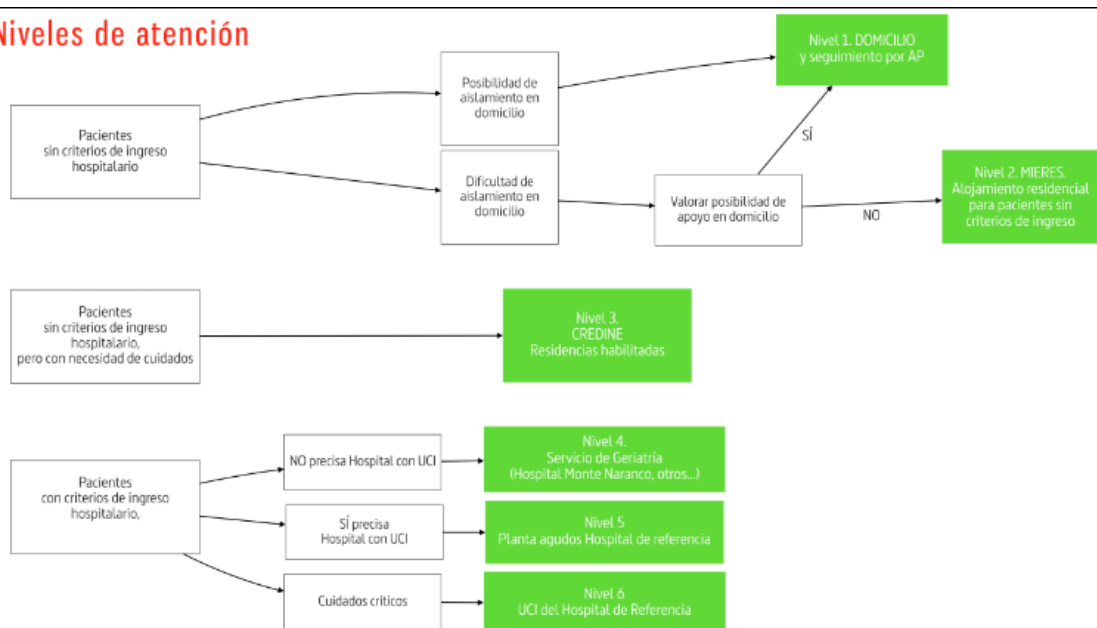 Niveles de atención
Nivel 1. DOMICILIO
y seguimiento por AP
Posibilidad de
aislamiento en
domicilio
Pacientes
sin criterios de ingreso
hospitalario
SÍ
Dificultad de
aislamiento en
domicilio
Valorar posibilidad de
apoyo en domicilio
NO
Nivel 2. MIERES.
Alojamiento residencial
para pacientes sin
criterios de ingreso
Pacientes
sin criterios de ingreso
hospitalario,
pero con necesidad de cuidados
Nivel 3.
CREDINE
Residencias habilitadas
Pacientes
con criterios de ingreso
hospitalario,
NO precisa Hospital con UCI
Nivel 4.
Servicio de Geriatria
(Hospital Monte Naranco, otros...)
SÍ precisa
Hospital con UCI
Nivel 5
Planta agudos Hospital de referencia
Cuidados críticos
Nivel 6
UCI del Hospital de Referencia